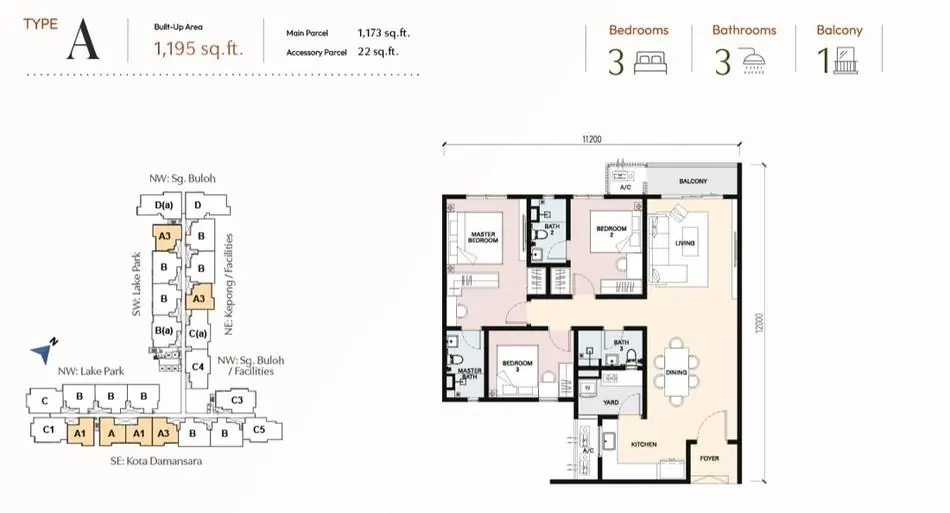 TYPE
A
Built-Up Area
1,195 sq.ft.
Main Parcel 1,173 sq.ft.
Accessory Parcel 22 sq.ft.
Bedrooms
3
Bathrooms
3
Balcony
1
NW: Sg. Buloh
D(a) D
A3 B
B B
B A3
B(a) C(a)
C4
SW: Lake Park
NE: Kepong / Facilities
N
NW: Lake Park
NW: Sg. Buloh
/ Facilities
C B B B C3
C1 A1 A A1 A3 B B C5
SE: Kota Damansara
11200
12000
A/C
BALCONY
MASTER
BEDROOM
BATH
2
BEDROOM
2
LIVING
MASTER
BATH
BEDROOM
3
BATH
3
DINING
YARD
KITCHEN
A/C
FOYER